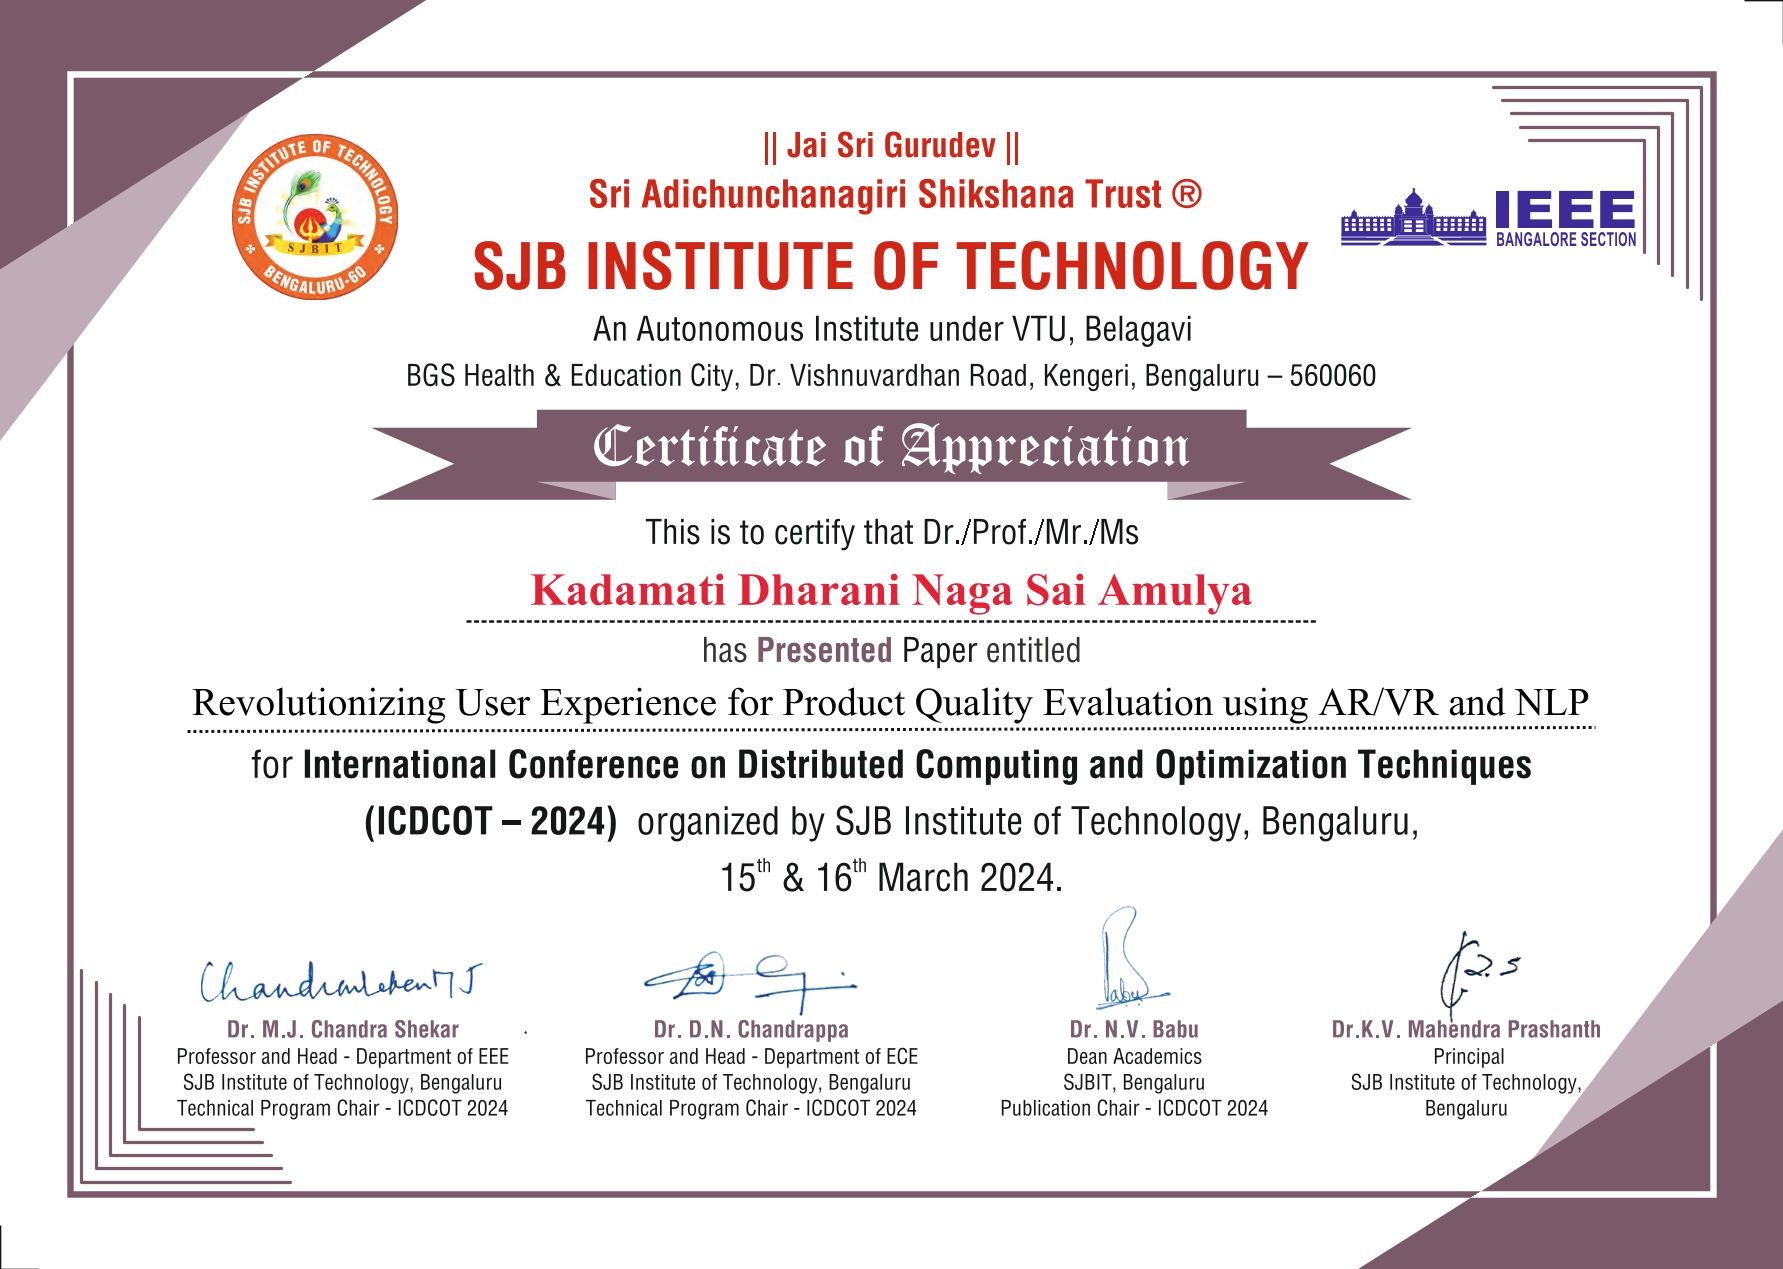 SJB INSTITUTE OF TECHNOLOGY
SJBIT
BENGALURU-60
|| Jai Sri Gurudev ||
Sri Adichunchanagiri Shikshana Trust ®
SJB INSTITUTE OF TECHNOLOGY
An Autonomous Institute under VTU, Belagavi
BGS Health & Education City, Dr. Vishnuvardhan Road, Kengeri, Bengaluru – 560060
IEEE
BANGALORE SECTION
Certificate of Appreciation
This is to certify that Dr./Prof./Mr./Ms
Kadamati Dharani Naga Sai Amulya
has Presented Paper entitled
Revolutionizing User Experience for Product Quality Evaluation using AR/VR and NLP
for International Conference on Distributed Computing and Optimization Techniques
(ICDCOT – 2024) organized by SJB Institute of Technology, Bengaluru,
15th & 16th March 2024.
Dr. M.J. Chandra Shekar
Professor and Head - Department of EEE
SJB Institute of Technology, Bengaluru
Technical Program Chair - ICDCOT 2024
Dr. D.N. Chandrappa
Professor and Head - Department of ECE
SJB Institute of Technology, Bengaluru
Technical Program Chair - ICDCOT 2024
Babu
Dr. N.V. Babu
Dean Academics
SJBIT, Bengaluru
Publication Chair - ICDCOT 2024
Dr.K.V. Mahendra Prashanth
Principal
SJB Institute of Technology,
Bengaluru